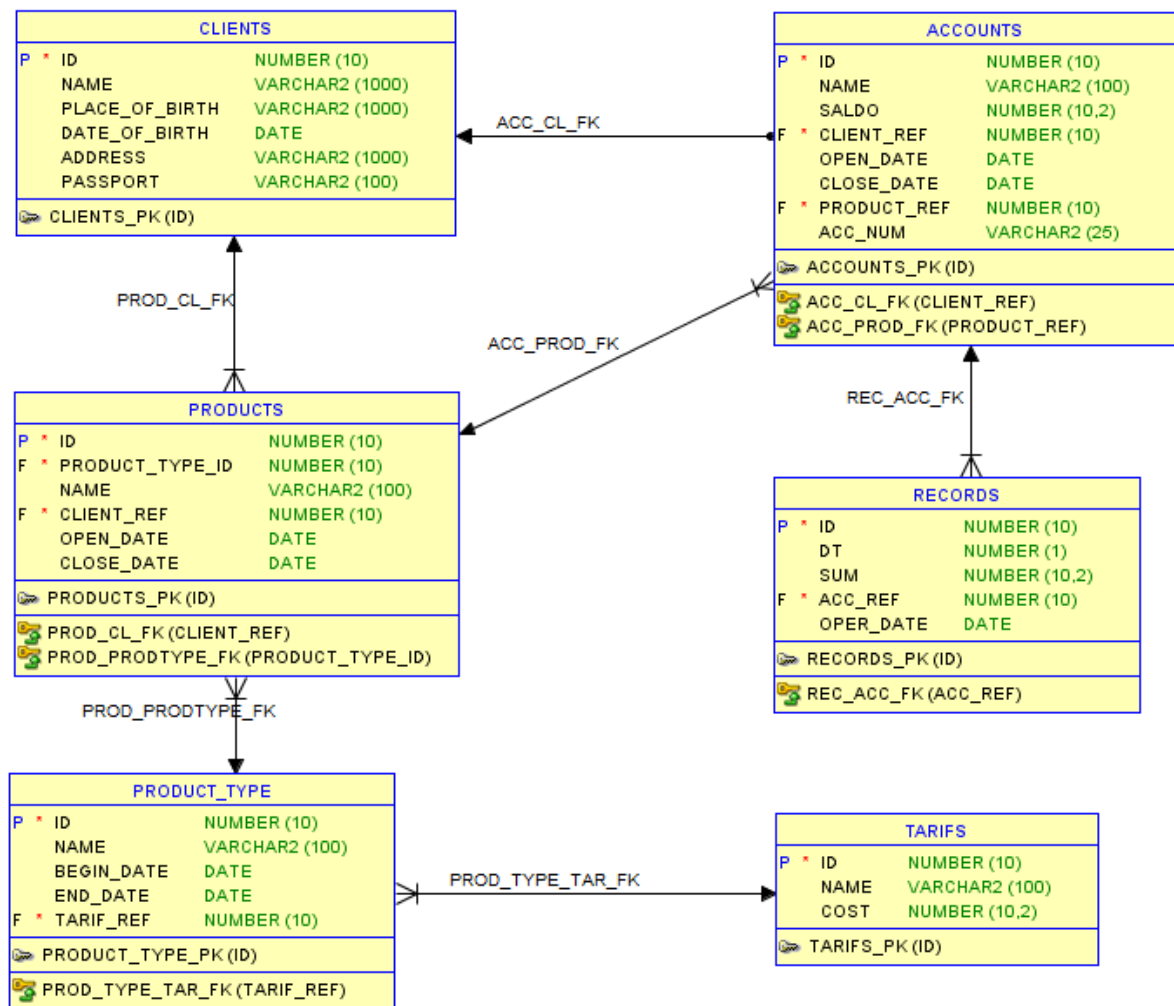 CLIENTS
P * ID NUMBER (10)
NAME VARCHAR2 (1000)
PLACE_OF_BIRTH VARCHAR2 (1000)
DATE_OF_BIRTH DATE
ADDRESS VARCHAR2 (1000)
PASSPORT VARCHAR2 (100)
CLIENTS_PK (ID)
ACC_CL_FK
ACCOUNTS
P * ID NUMBER (10)
NAME VARCHAR2 (100)
SALDO NUMBER (10,2)
F * CLIENT_REF NUMBER (10)
OPEN_DATE DATE
CLOSE_DATE DATE
F * PRODUCT_REF NUMBER (10)
ACC_NUM VARCHAR2 (25)
ACCOUNTS_PK (ID)
ACC_CL_FK (CLIENT_REF)
ACC_PROD_FK (PRODUCT_REF)
PROD_CL_FK
ACC_PROD_FK
REC_ACC_FK
PRODUCTS
P * ID NUMBER (10)
F * PRODUCT_TYPE_ID NUMBER (10)
NAME VARCHAR2 (100)
F * CLIENT_REF NUMBER (10)
OPEN_DATE DATE
CLOSE_DATE DATE
PRODUCTS_PK (ID)
PROD_CL_FK (CLIENT_REF)
PROD_PRODTYPE_FK (PRODUCT_TYPE_ID)
RECORDS
P * ID NUMBER (10)
DT NUMBER (1)
SUM NUMBER (10,2)
F * ACC_REF NUMBER (10)
OPER_DATE DATE
RECORDS_PK (ID)
REC_ACC_FK (ACC_REF)
PROD_PRODTYPE_FK
PRODUCT_TYPE
P * ID NUMBER (10)
NAME VARCHAR2 (100)
BEGIN_DATE DATE
END_DATE DATE
F * TARIF_REF NUMBER (10)
PRODUCT_TYPE_PK (ID)
PROD_TYPE_TAR_FK (TARIF_REF)
PROD_TYPE_TAR_FK
TARIFS
P * ID NUMBER (10)
NAME VARCHAR2 (100)
COST NUMBER (10,2)
TARIFS_PK (ID)